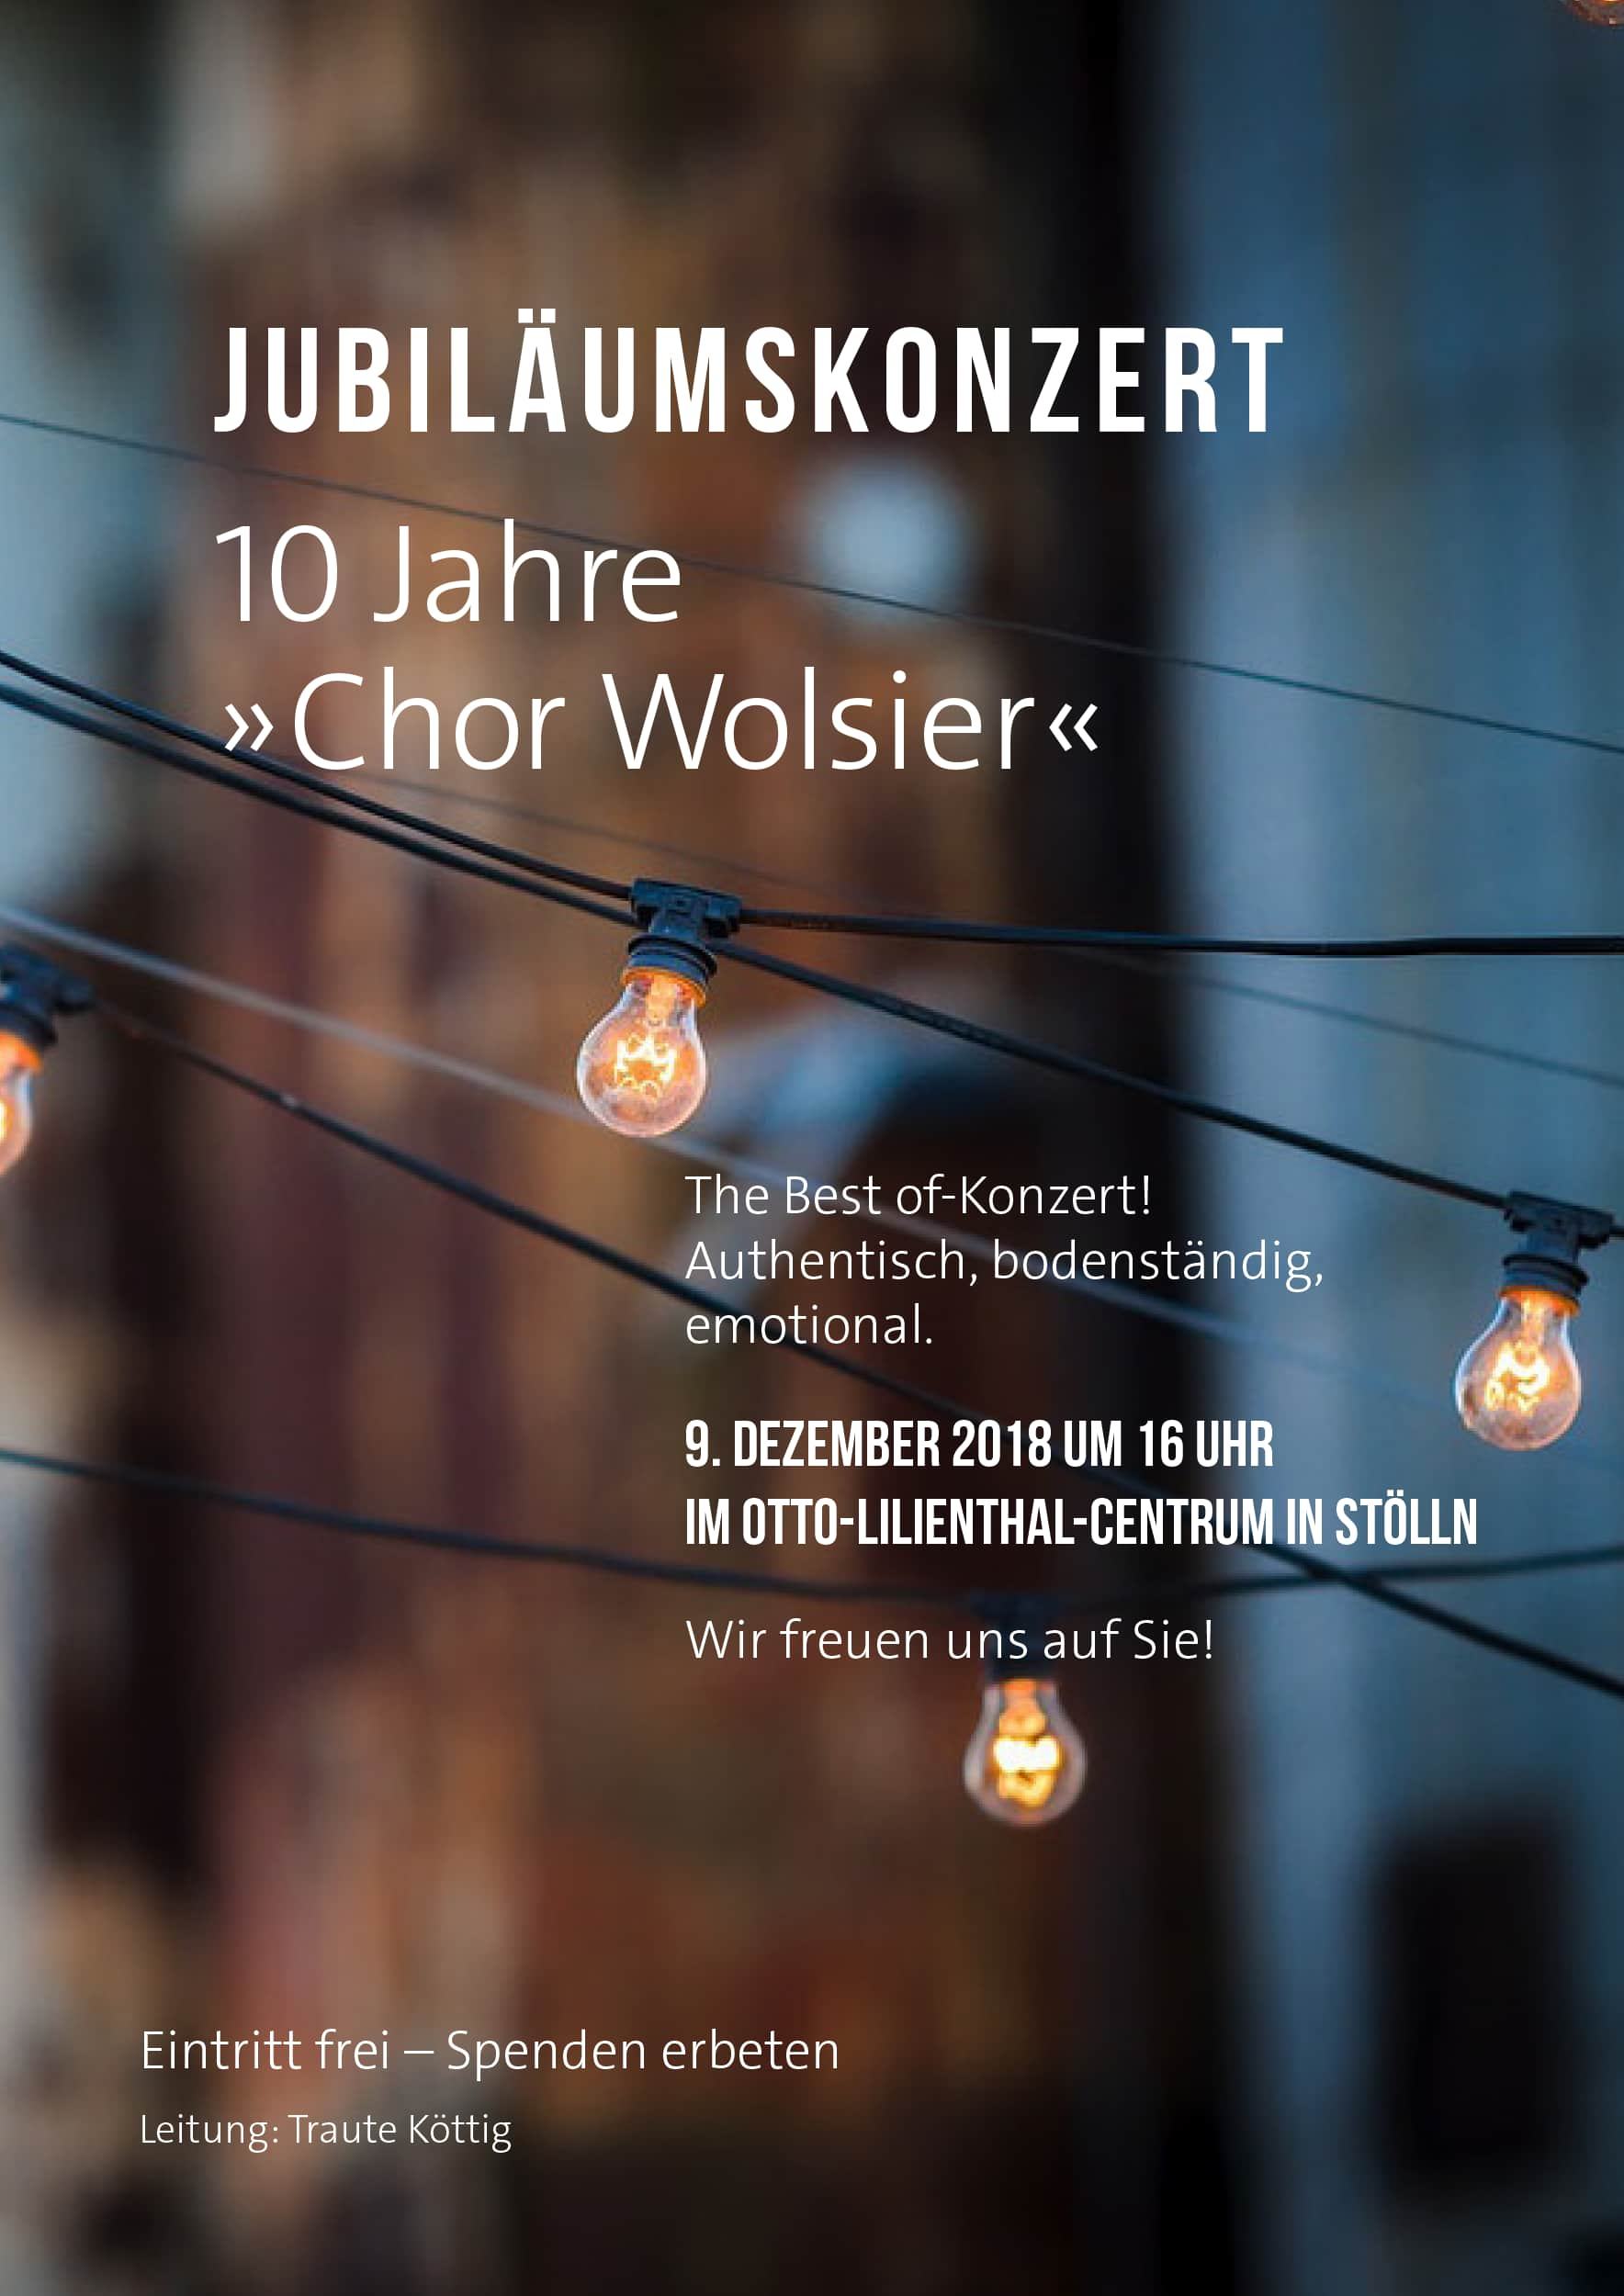 JUBILÄUMSKONZERT
10 Jahre
»Chor Wolsier«
The Best of-Konzert!
Authentisch, bodenständig,
emotional.
9. DEZEMBER 2018 UM 16 UHR
IM OTTO-LILIENTHAL-CENTRUM IN STÖLLN
Wir freuen uns auf Sie!
Eintritt frei – Spenden erbeten
Leitung: Traute Köttig